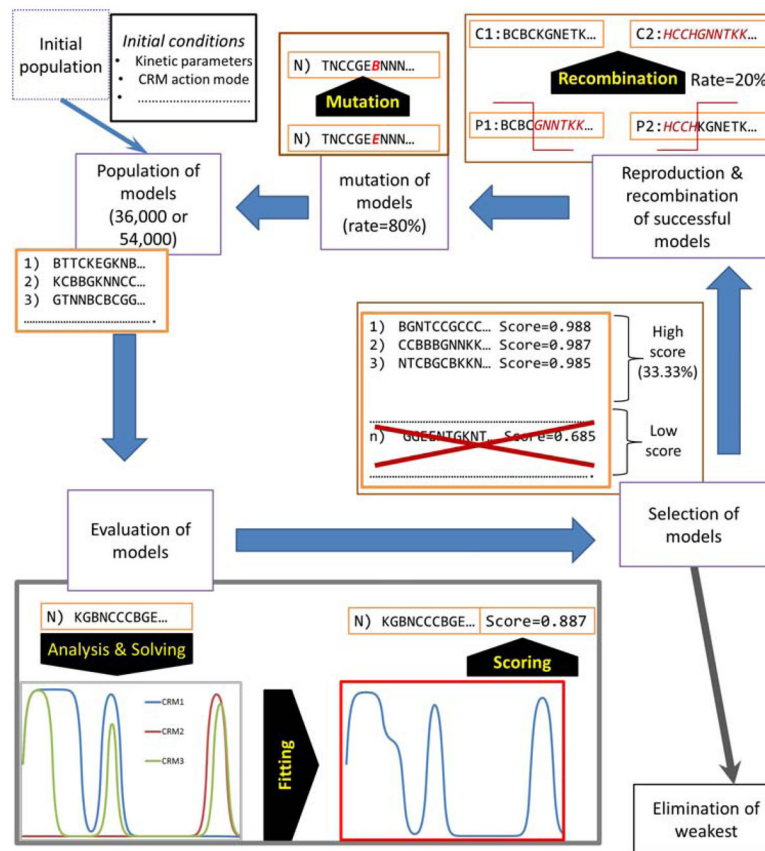 Initial
population
Initial conditions
• Kinetic parameters
• CRM action mode
• ........................................
N) TNCCGEBNNN...
Mutation
N) TNCCGEENNN...
C1:BCBCKGNETK...
C2:HCCHGNNTKK...
Recombination
Rate=20%
P1:BCBCGNNTKK...
P2:HCCHKGNETK...
Population of
models
(36,000 or
54,000)
mutation of
models
(rate=80%)
Reproduction &
recombination
of successful
models
1) BTTCKEGKNB...
2) KCBBGKNNCC...
3) GTNNBCBCGG...
........................................ .
1) BGNTCCGCCC... Score=0.988
2) CCBBBGNNKK... Score=0.987
3) NTCBGCBKKN... Score=0.985
High
score
(33.33%)
........................................
n) GGEENTGKNT... Score=0.685
........................................ .
Low
score
Evaluation of
models
Selection of
models
N) KGBNCCCBGE...
Analysis & Solving
N) KGBNCCCBGE... Score=0.887
Scoring
CRM1
CRM2
CRM3
Fitting
Elimination of
weakest